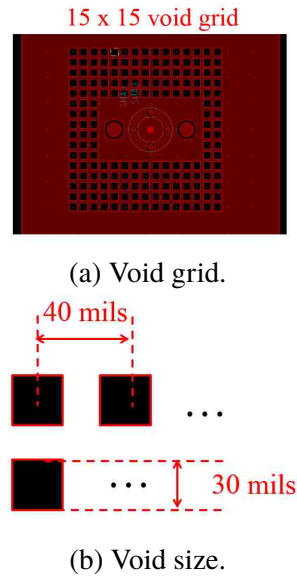 15 x 15 void grid
(a) Void grid.
40 mils
...
...
30 mils
(b) Void size.